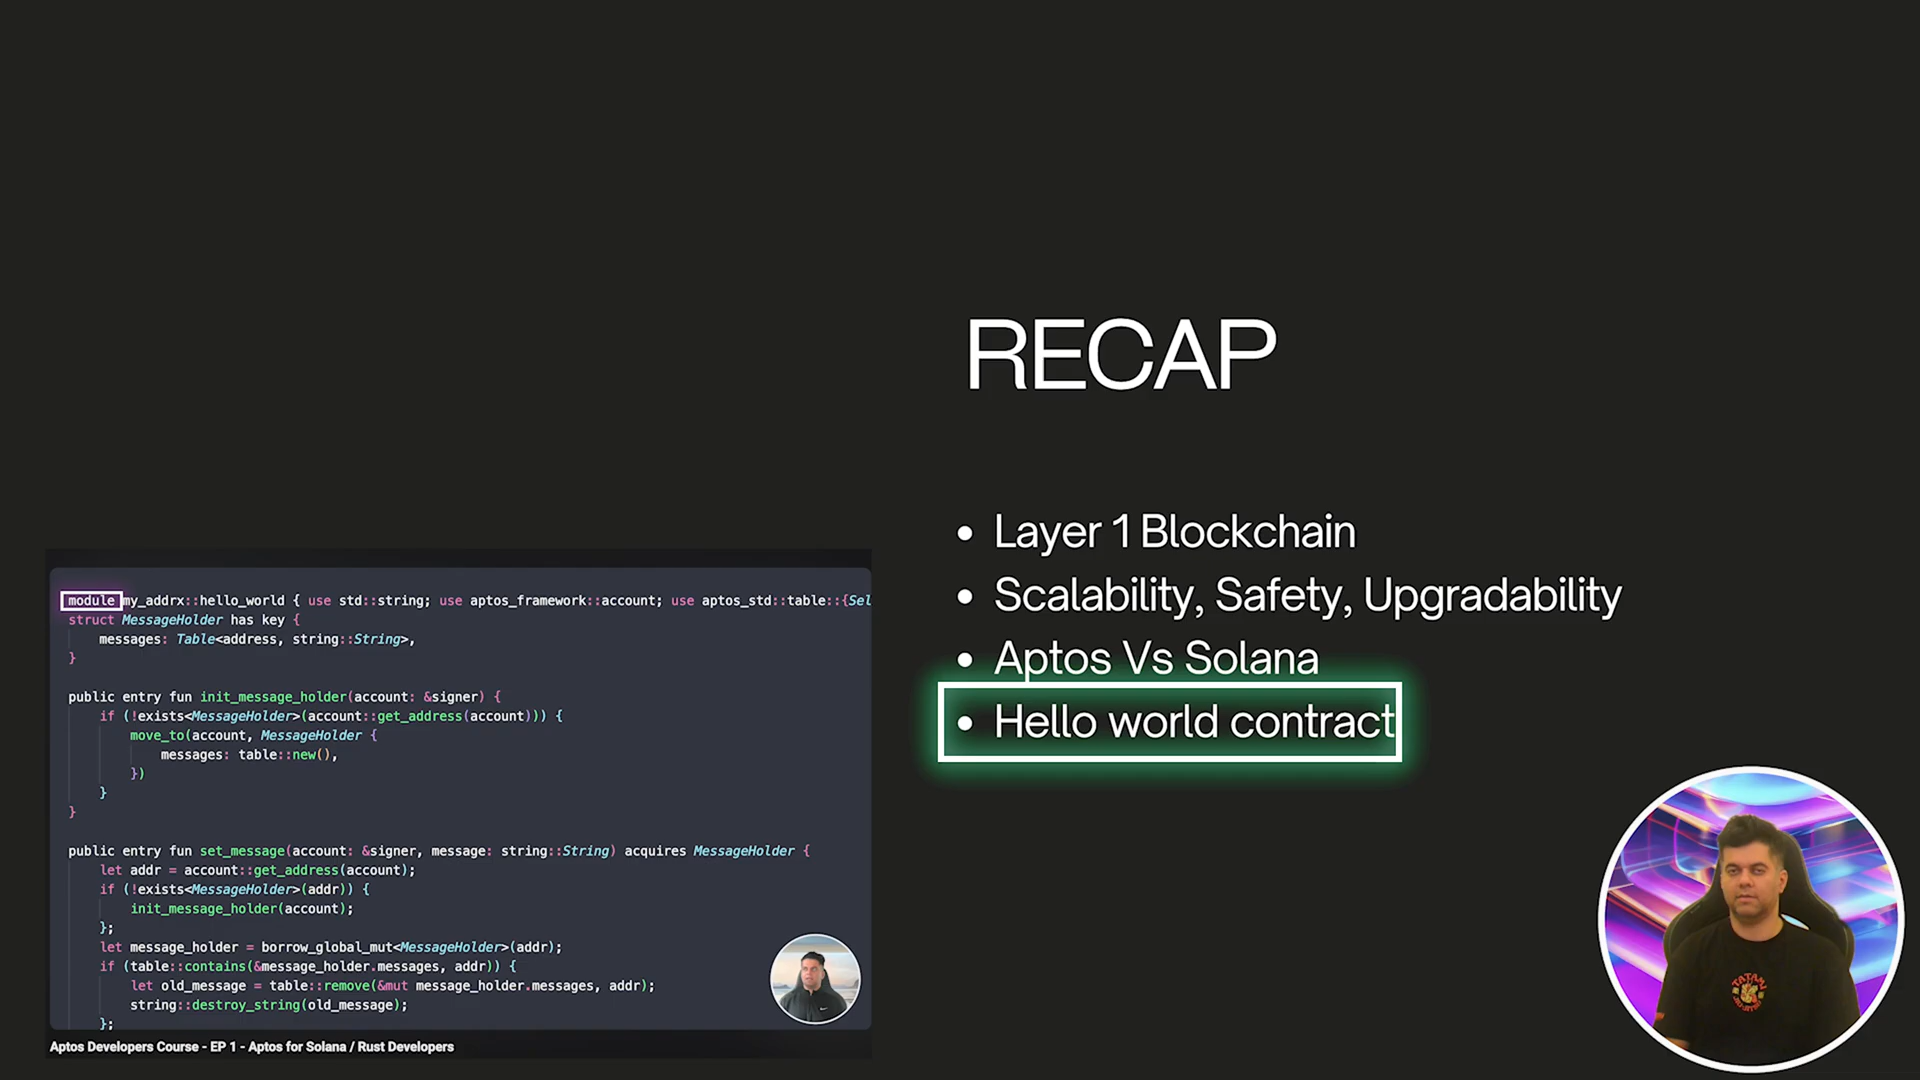 RECAP
• Layer 1 Blockchain
• Scalability, Safety, Upgradability
• Aptos Vs Solana
• Hello world contract
module my_addrx::hello_world { use std::string; use aptos_framework::account; use aptos_std::table::{Sel
struct MessageHolder has key {
    messages: Table<address, string::String>,
}
public entry fun init_message_holder(account: &signer) {
    if (!exists<MessageHolder>(account::get_address(account))) {
        move_to(account, MessageHolder {
            messages: table::new(),
        })
    }
}
public entry fun set_message(account: &signer, message: string::String) acquires MessageHolder {
    let addr = account::get_address(account);
    if (!exists<MessageHolder>(addr)) {
        init_message_holder(account);
    };
    let message_holder = borrow_global_mut<MessageHolder>(addr);
    if (table::contains(&message_holder.messages, addr)) {
        let old_message = table::remove(&mut message_holder.messages, addr);
        string::destroy_string(old_message);
    };
Aptos Developers Course - EP 1 - Aptos for Solana / Rust Developers
TATAMI